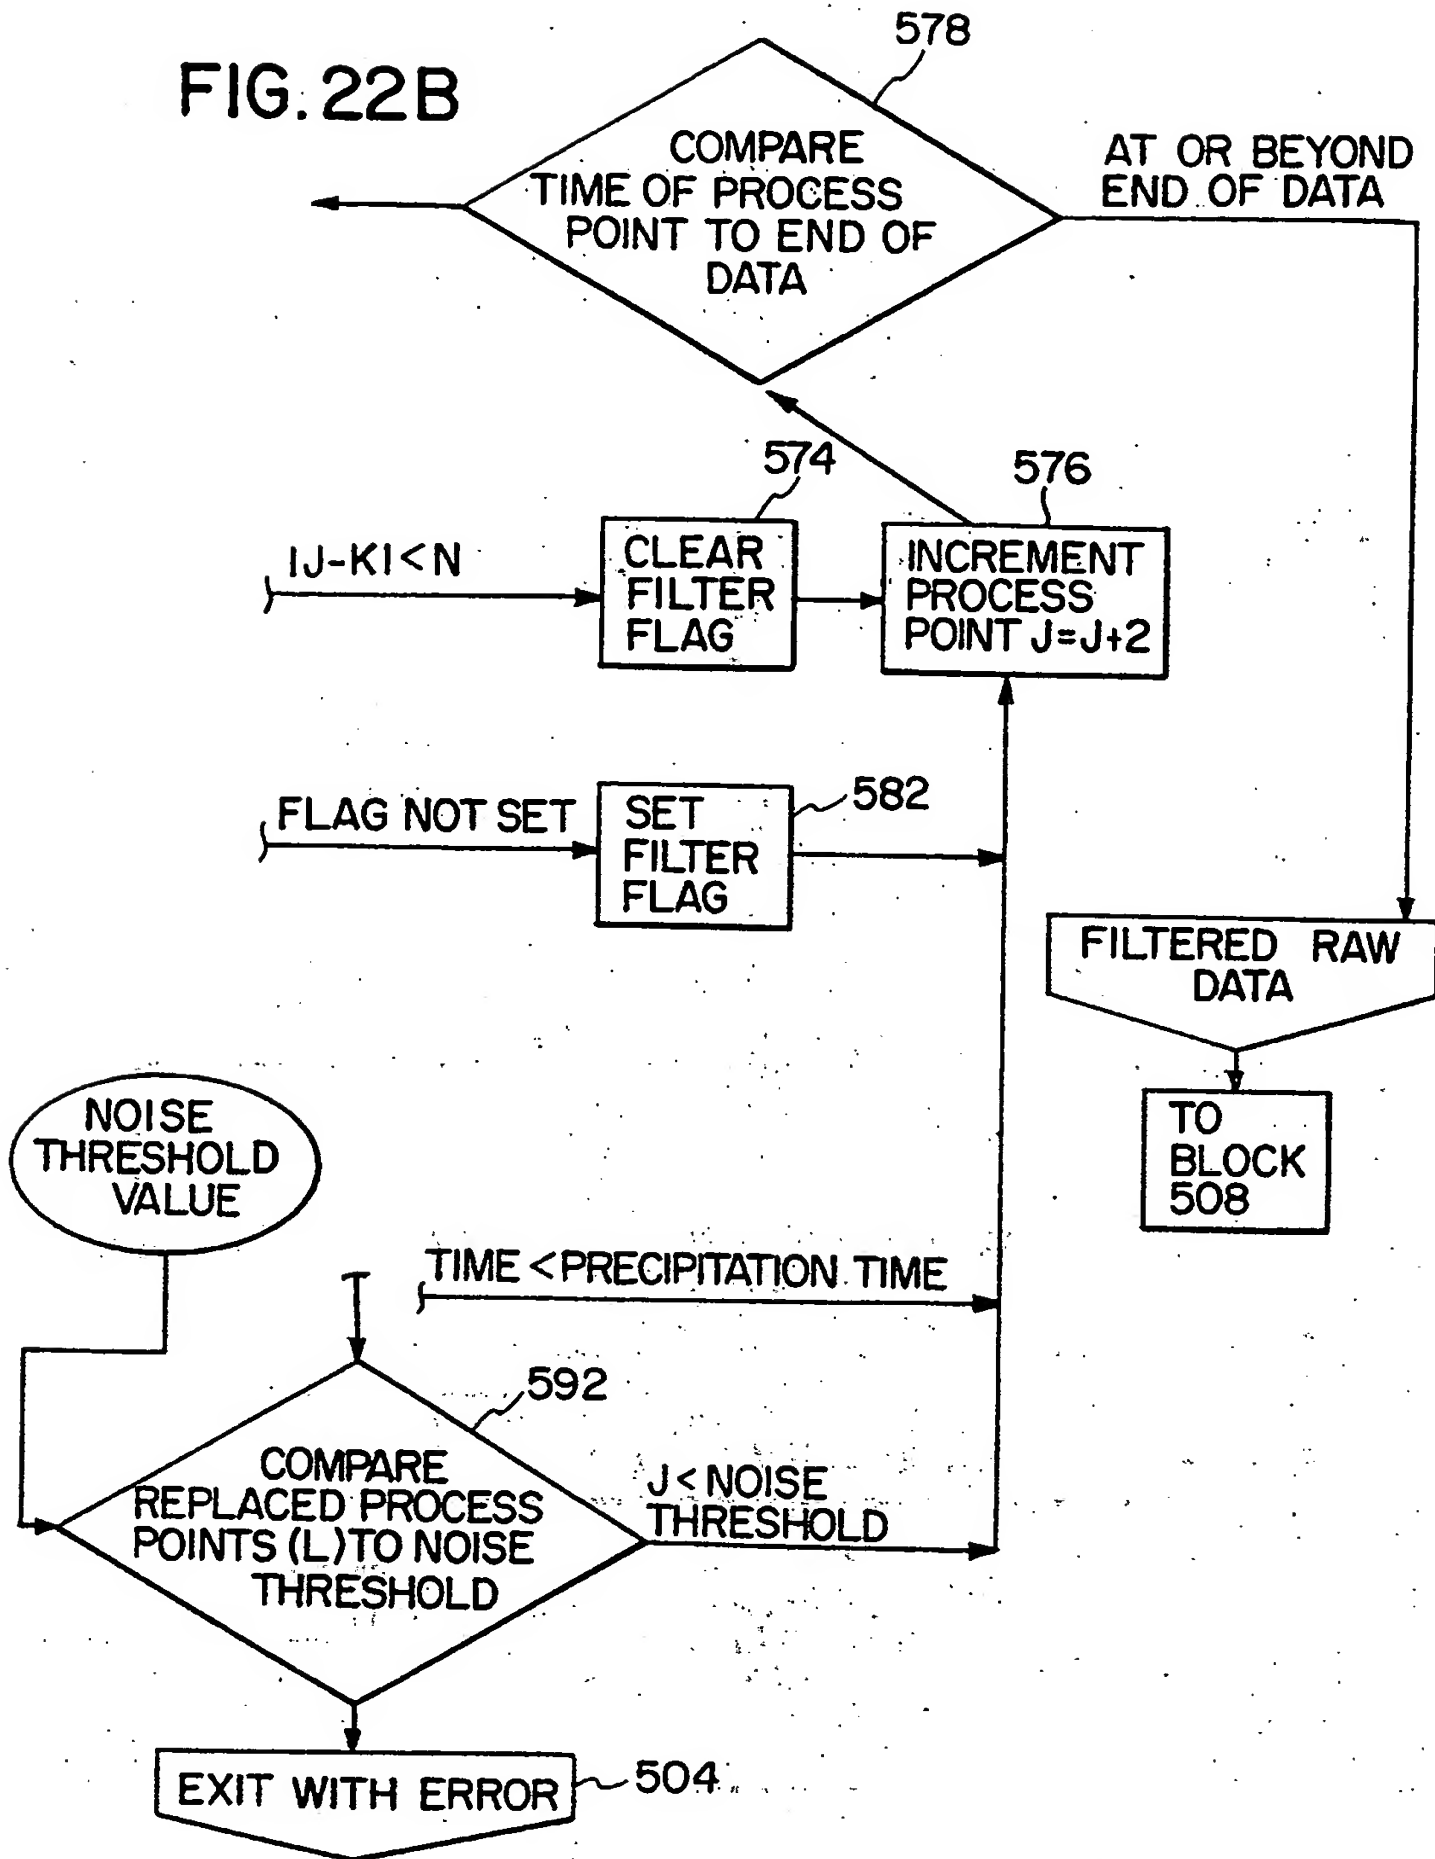 FIG. 22B
578
COMPARE
TIME OF PROCESS
POINT TO END OF
DATA
AT OR BEYOND
END OF DATA
574
576
IJ-KI<N
CLEAR
FILTER
FLAG
INCREMENT
PROCESS
POINT J=J+2
FLAG NOT SET
SET
FILTER
FLAG
582
FILTERED RAW
DATA
TO
BLOCK
508
NOISE
THRESHOLD
VALUE
TIME<PRECIPITATION TIME
592
COMPARE
REPLACED PROCESS
POINTS (L) TO NOISE
THRESHOLD
J<NOISE
THRESHOLD
EXIT WITH ERROR
504